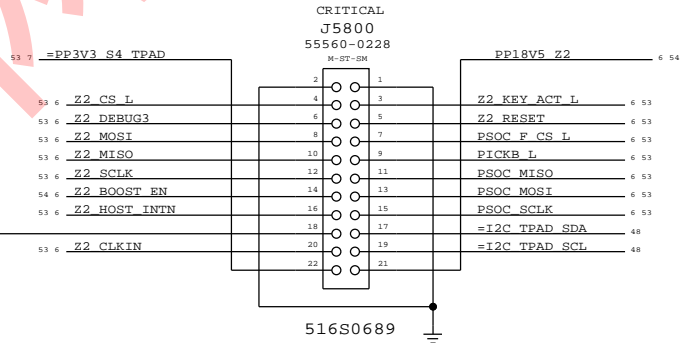 CRITICAL
J5800
55560-0228
M-ST-SM
53 7 =PP3V3_S4_TPAD
PP18V5_Z2 6 54
2 1
53 6 Z2_CS_L 4 3 Z2_KEY_ACT_L 6 53
53 6 Z2_DEBUG3 6 5 Z2_RESET 6 53
53 6 Z2_MOSI 8 7 PSOC_F_CS_L 6 53
53 6 Z2_MISO 10 9 PICKB_L 6 53
53 6 Z2_SCLK 12 11 PSOC_MISO 6 53
54 6 Z2_BOOST_EN 14 13 PSOC_MOSI 6 53
53 6 Z2_HOST_INTN 16 15 PSOC_SCLK 6 53
18 17 =I2C_TPAD_SDA 48
53 6 Z2_CLKIN 20 19 =I2C_TPAD_SCL 48
22 21
516S0689